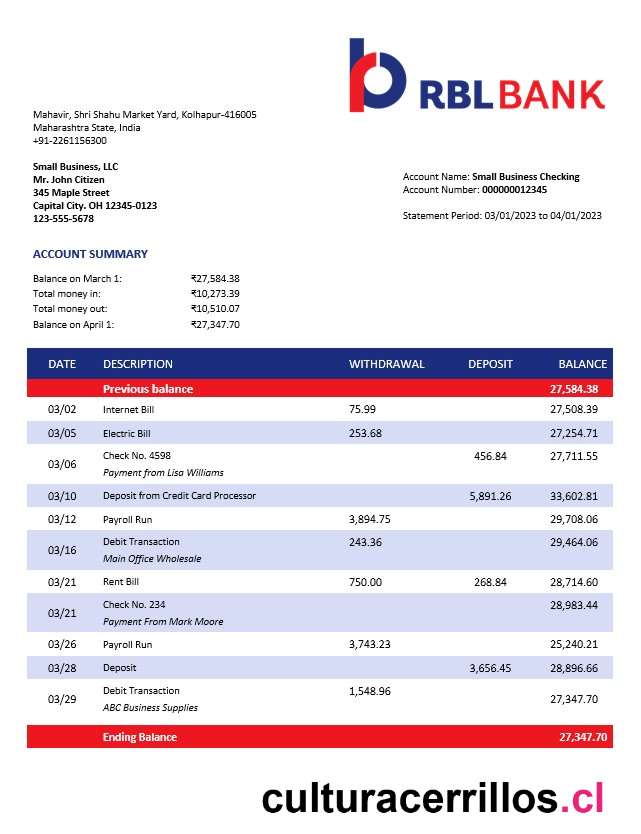 RBL BANK
Mahavir, Shri Shahu Market Yard, Kolhapur-416005
Maharashtra State, India
+91-2261156300
Small Business, LLC
Mr. John Citizen
345 Maple Street
Capital City. OH 12345-0123
123-555-5678
Account Name: Small Business Checking
Account Number: 000000012345
Statement Period: 03/01/2023 to 04/01/2023
ACCOUNT SUMMARY
Balance on March 1: ₹27,584.38
Total money in: ₹10,273.39
Total money out: ₹10,510.07
Balance on April 1: ₹27,347.70
DATE DESCRIPTION WITHDRAWAL DEPOSIT BALANCE
Previous balance 27,584.38
03/02 Internet Bill 75.99 27,508.39
03/05 Electric Bill 253.68 27,254.71
03/06 Check No. 4598 456.84 27,711.55
Payment from Lisa Williams
03/10 Deposit from Credit Card Processor 5,891.26 33,602.81
03/12 Payroll Run 3,894.75 29,708.06
03/16 Debit Transaction 243.36 29,464.06
Main Office Wholesale
03/21 Rent Bill 750.00 268.84 28,714.60
03/21 Check No. 234 28,983.44
Payment From Mark Moore
03/26 Payroll Run 3,743.23 25,240.21
03/28 Deposit 3,656.45 28,896.66
03/29 Debit Transaction 1,548.96 27,347.70
ABC Business Supplies
Ending Balance 27,347.70
culturacerrillos.cl